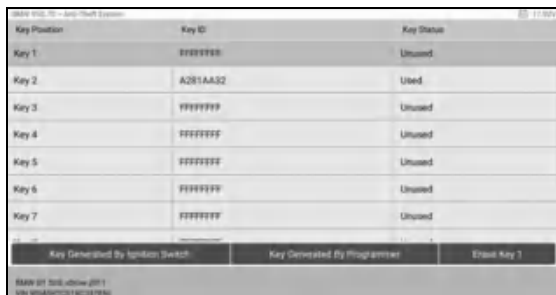 Key Position Key ID Key Status
Key 1 FFFFFFFF Unused
Key 2 A281AA32 Used
Key 3 FFFFFFFF Unused
Key 4 FFFFFFFF Unused
Key 5 FFFFFFFF Unused
Key 6 FFFFFFFF Unused
Key 7 FFFFFFFF Unused
Key Generated By Ignition Switch Key Generated By Programmer Erase Key 1